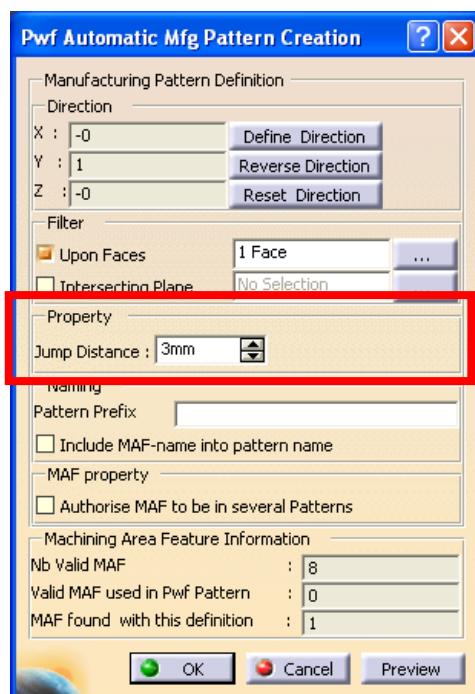 Pwf Automatic Mfg Pattern Creation
Manufacturing Pattern Definition
Direction
X : -0 Define Direction
Y : 1 Reverse Direction
Z : -0 Reset Direction
Filter
Upon Faces 1 Face ...
Intersecting Plane No Selection ...
Property
Jump Distance : 3mm
Naming
Pattern Prefix
Include MAF-name into pattern name
MAF property
Authorise MAF to be in several Patterns
Machining Area Feature Information
Nb Valid MAF : 8
Valid MAF used in Pwf Pattern : 0
MAF found with this definition : 1
OK Cancel Preview